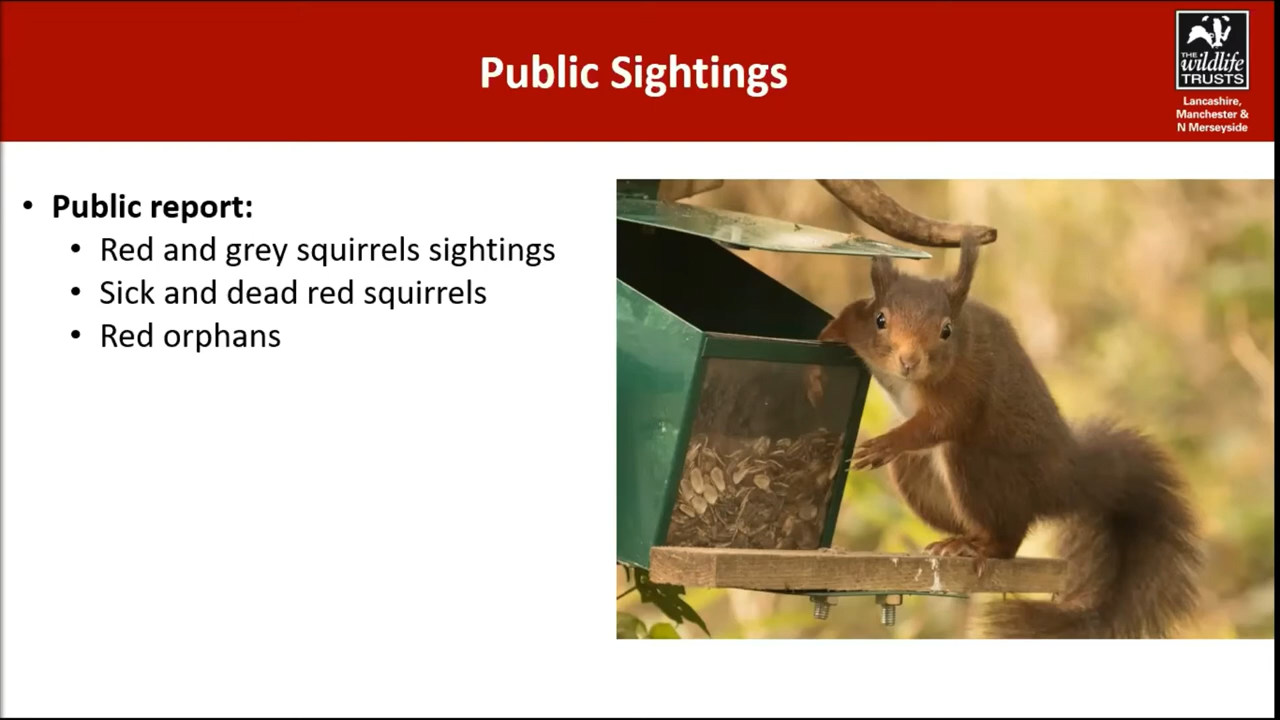 Public Sightings
THE
wildlife
TRUSTS
Lancashire,
Manchester &
N Merseyside
• Public report:
• Red and grey squirrels sightings
• Sick and dead red squirrels
• Red orphans